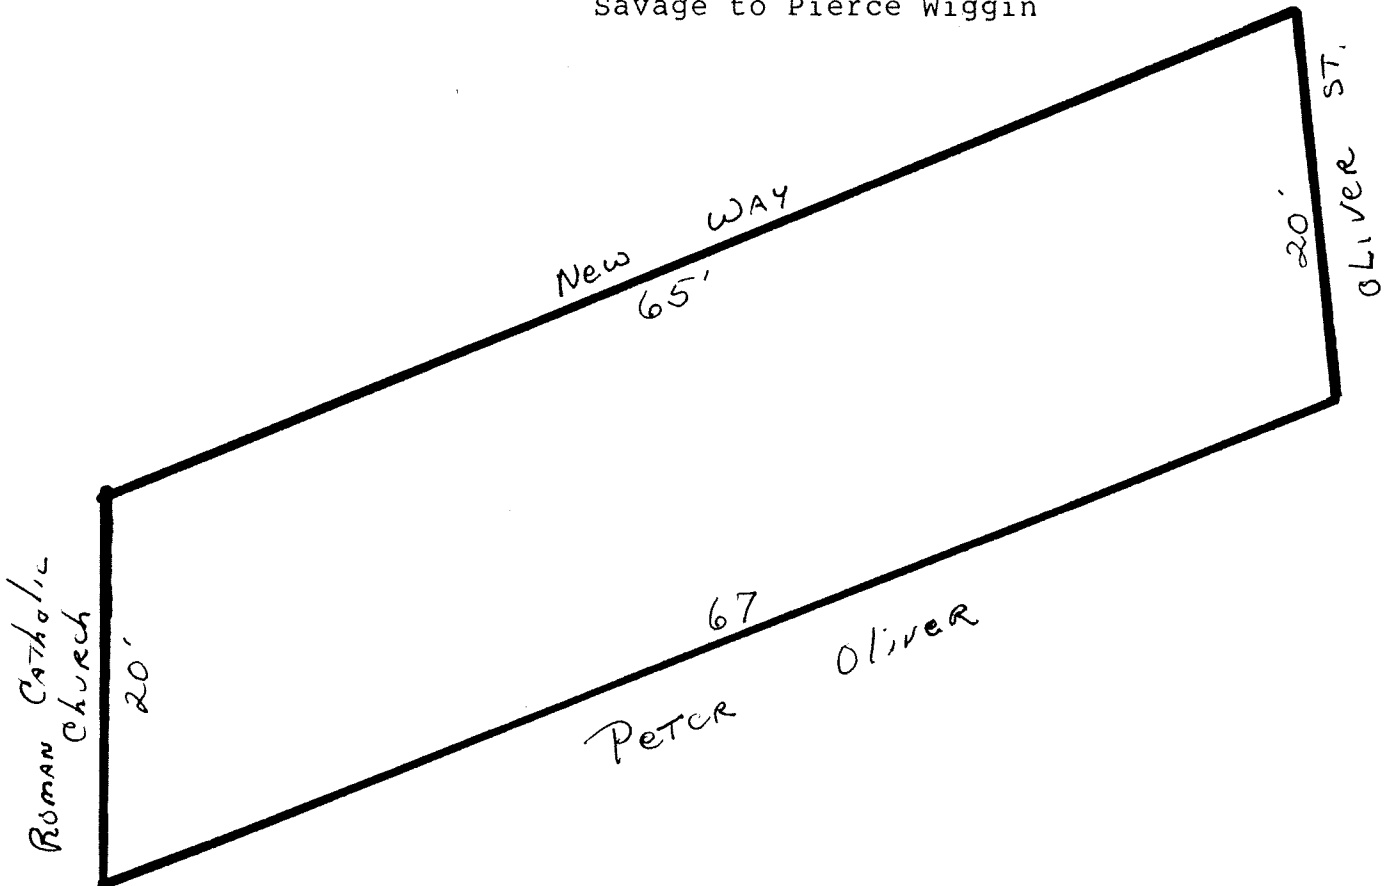 Savage to Pierce Wiggin
New WAY
65'
20'
OLIVER ST.
ROMAN CATholic
ChURCh
20'
67
PETER Oliver